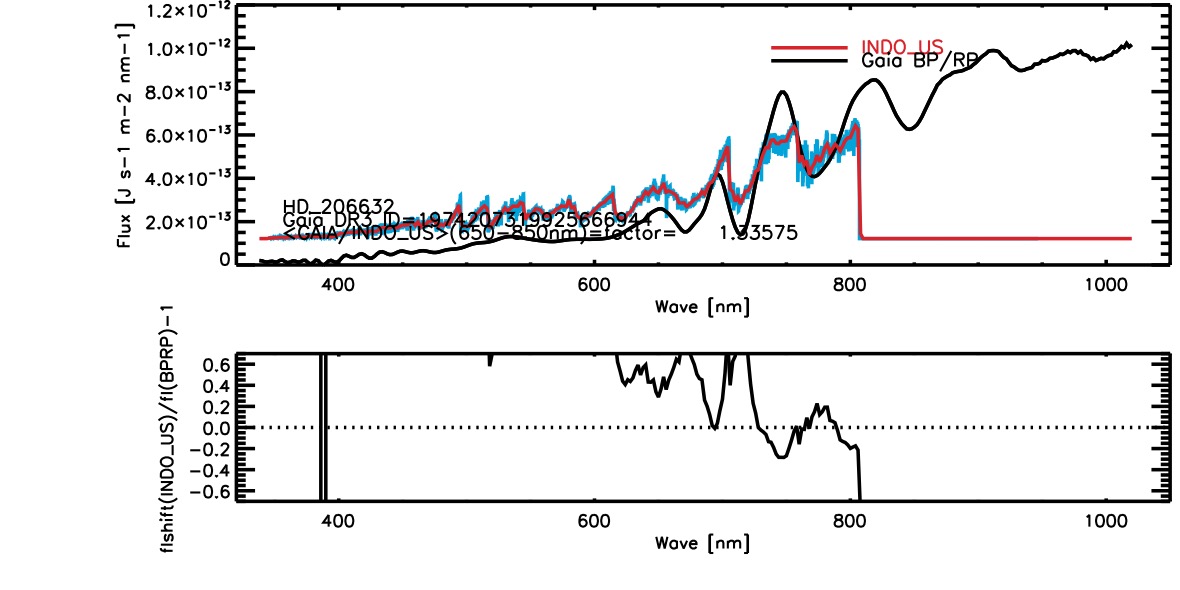 1.2×10−12
1.0×10−12
8.0×10−13
6.0×10−13
4.0×10−13
2.0×10−13
0
Flux [J s−1 m−2 nm−1]
INDO_US
Gaia BP/RP
HD_206632
<GAIA/INDO_US>(650−850nm)=factor= 1.33575
400 600 800 1000
Wave [nm]
0.6
0.4
0.2
0.0
−0.2
−0.4
−0.6
flshift(INDO_US)/fl(BPRP)−1
400 600 800 1000
Wave [nm]